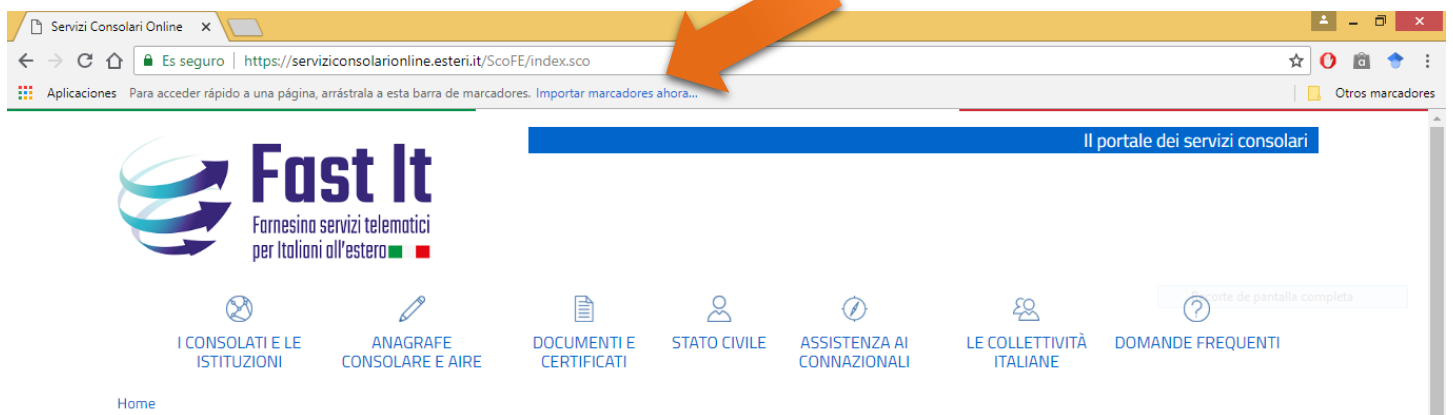 Servizi Consolari Online
Es seguro | https://serviziconsolarionline.esteri.it/ScoFE/index.sco
Aplicaciones Para acceder rápido a una página, arrástrala a esta barra de marcadores. Importar marcadores ahora... Otros marcadores
Il portale dei servizi consolari
Fast It
Farnesina servizi telematici
per Italiani all'estero
Recorte de pantalla completa
I CONSOLATI E LE
ISTITUZIONI
ANAGRAFE
CONSOLARE E AIRE
DOCUMENTI E
CERTIFICATI
STATO CIVILE
ASSISTENZA AI
CONNAZIONALI
LE COLLETTIVITÀ
ITALIANE
DOMANDE FREQUENTI
Home